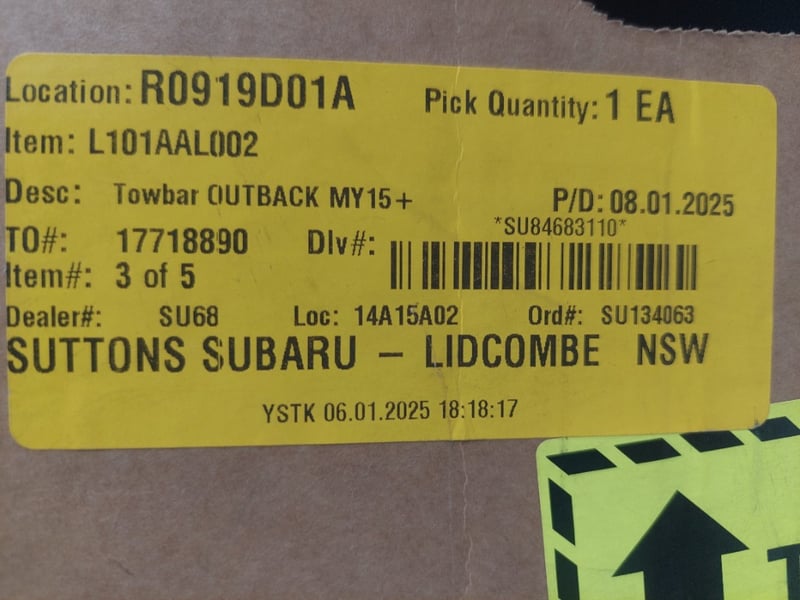 Location: R0919D01A Pick Quantity: 1 EA
Item: L101AAL002
Desc: Towbar OUTBACK MY15+ P/D: 08.01.2025
*SU84683110*
TO#: 17718890 Dlv#:
Item#: 3 of 5
Dealer#: SU68 Loc: 14A15A02 Ord#: SU134063
SUTTONS SUBARU – LIDCOMBE NSW
YSTK 06.01.2025 18:18:17